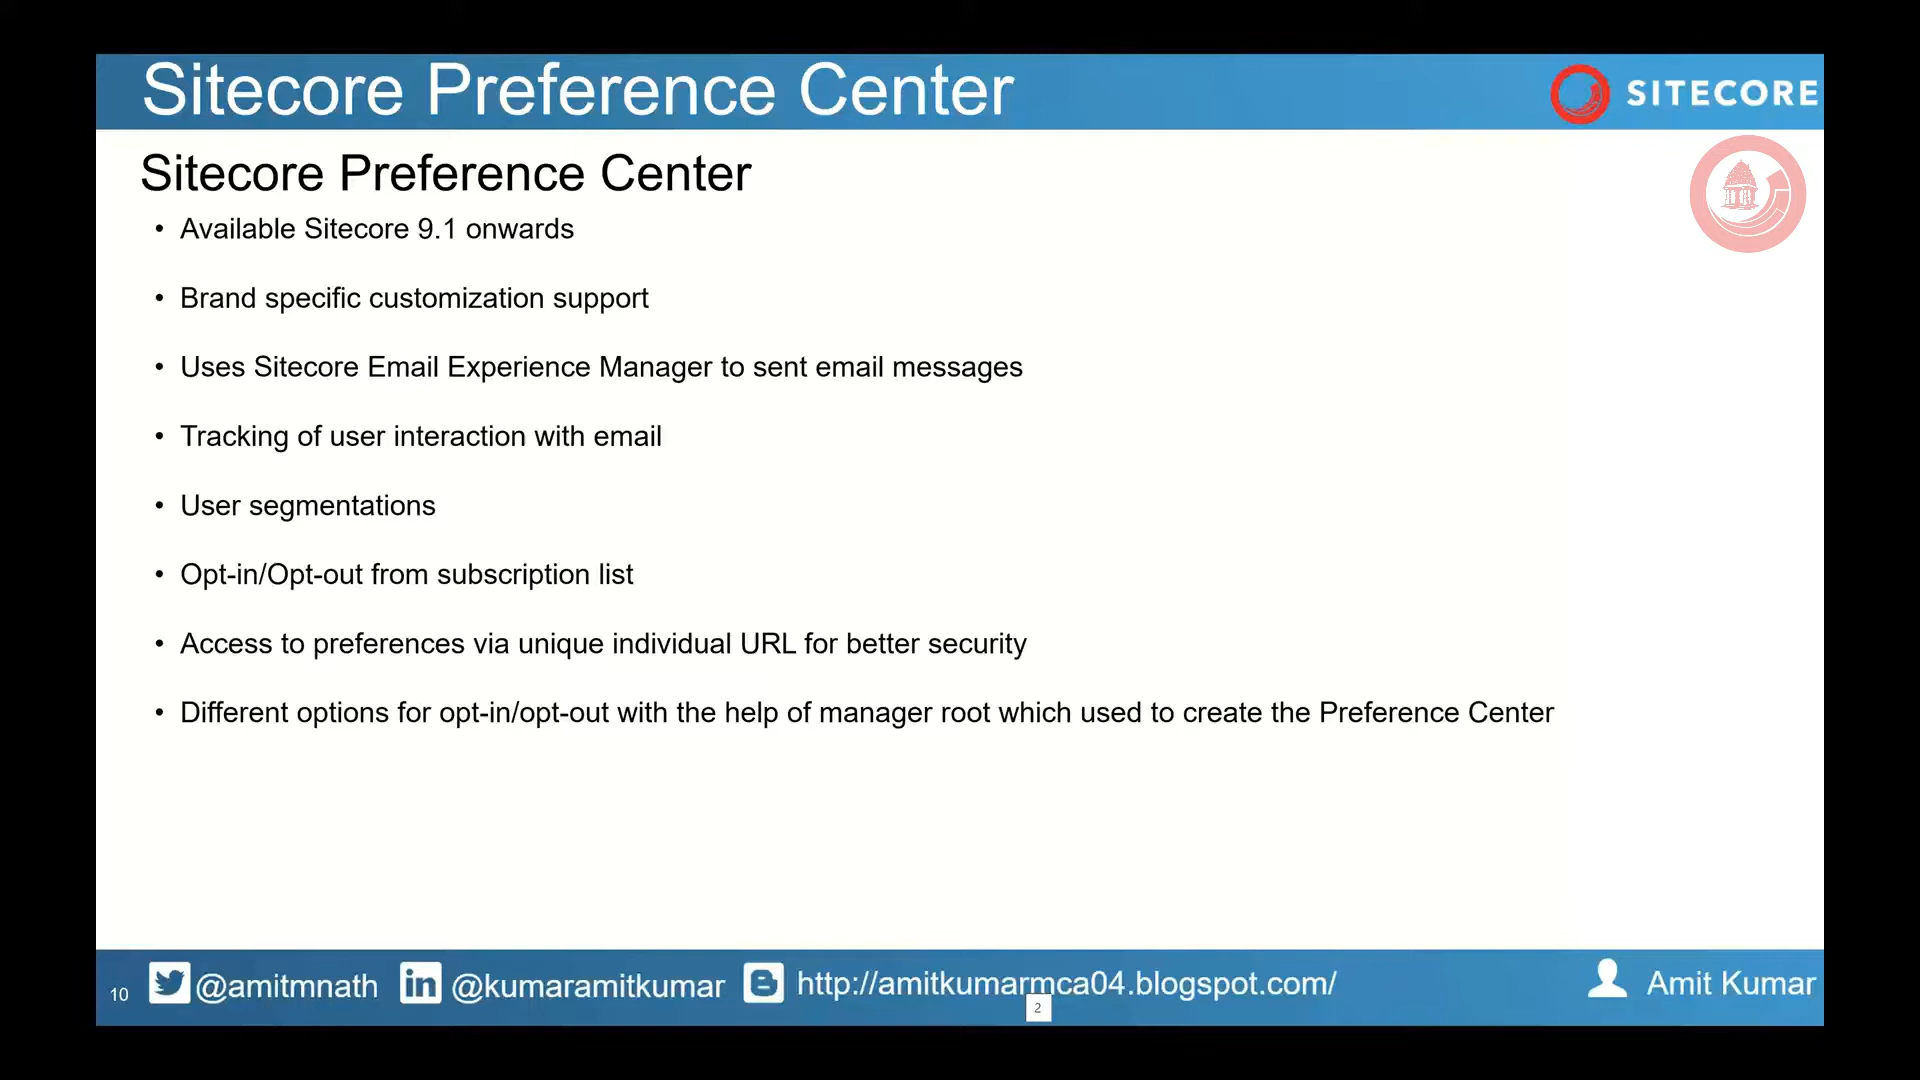 Sitecore Preference Center
SITECORE
Sitecore Preference Center
• Available Sitecore 9.1 onwards
• Brand specific customization support
• Uses Sitecore Email Experience Manager to sent email messages
• Tracking of user interaction with email
• User segmentations
• Opt-in/Opt-out from subscription list
• Access to preferences via unique individual URL for better security
• Different options for opt-in/opt-out with the help of manager root which used to create the Preference Center
10 @amitmnath in @kumaramitkumar http://amitkumarmca04.blogspot.com/ Amit Kumar
2